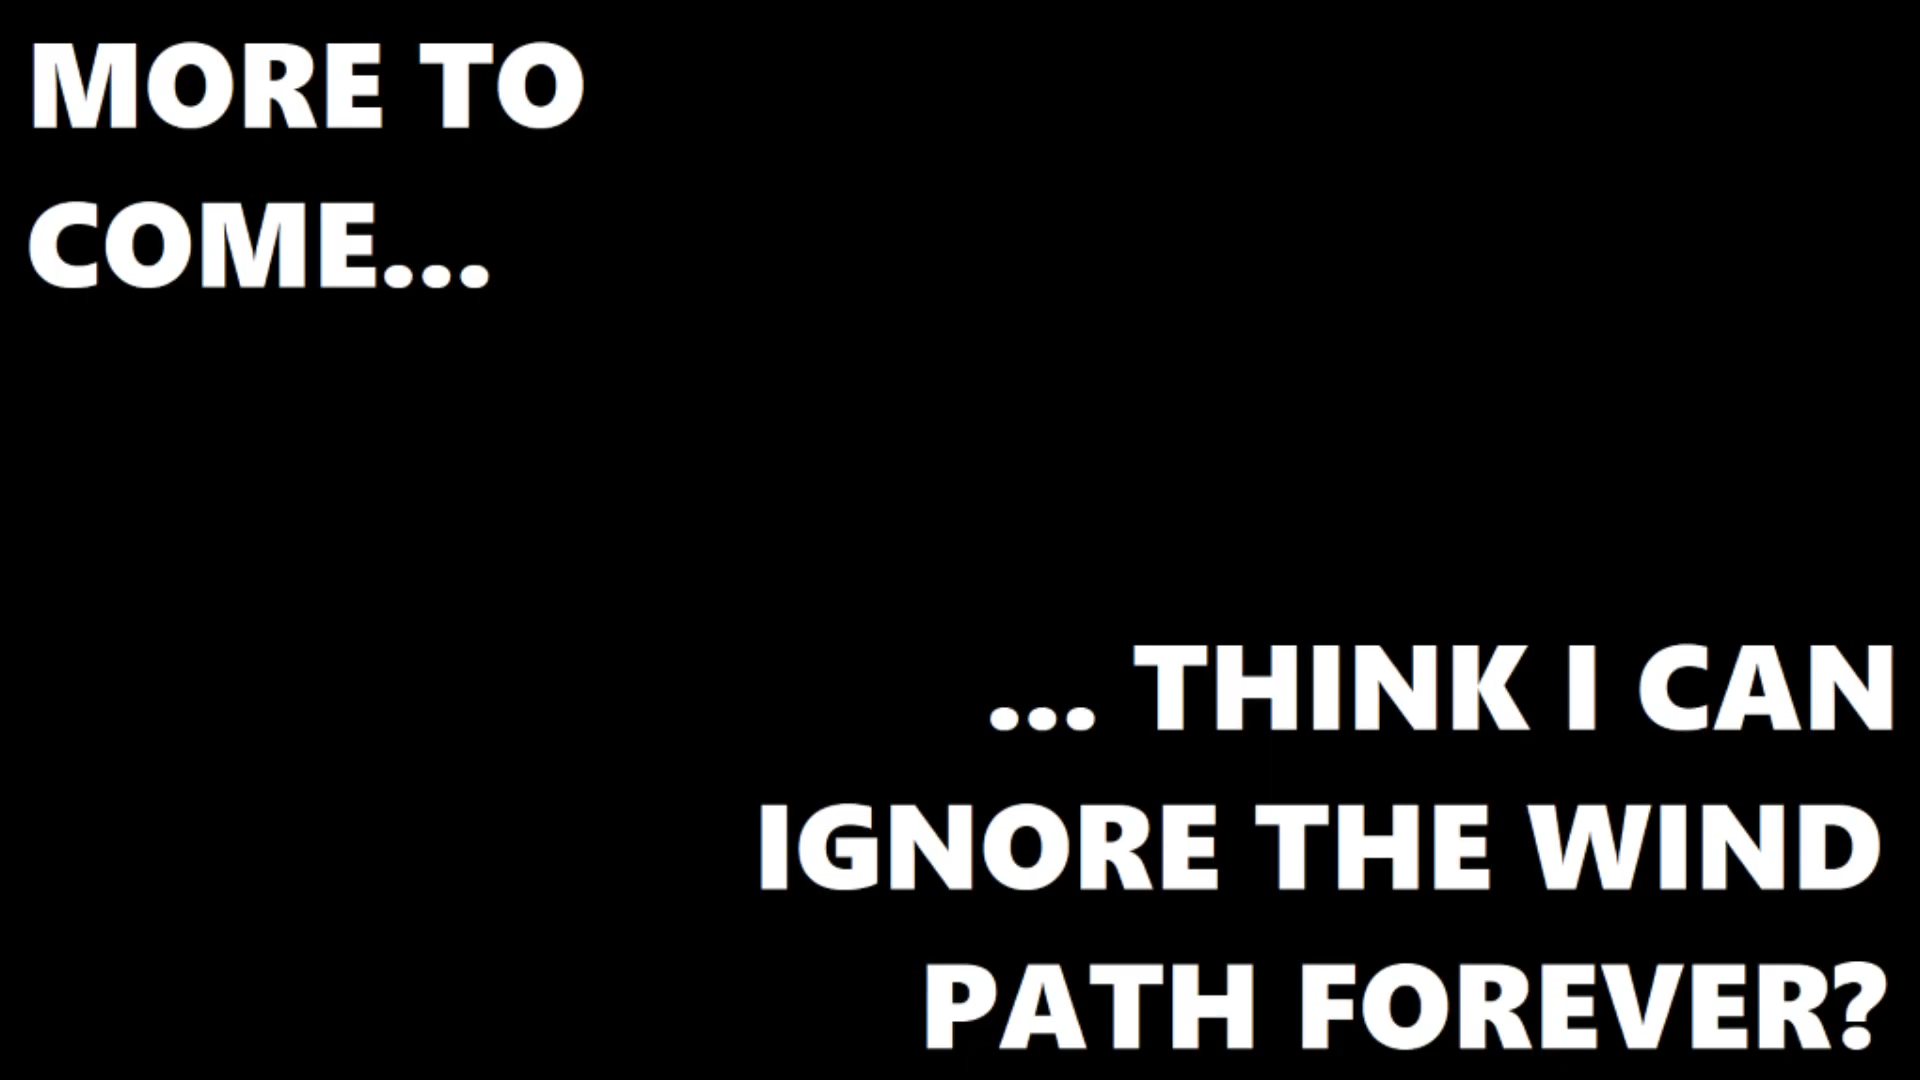 MORE TO
COME...
... THINK I CAN
IGNORE THE WIND
PATH FOREVER?